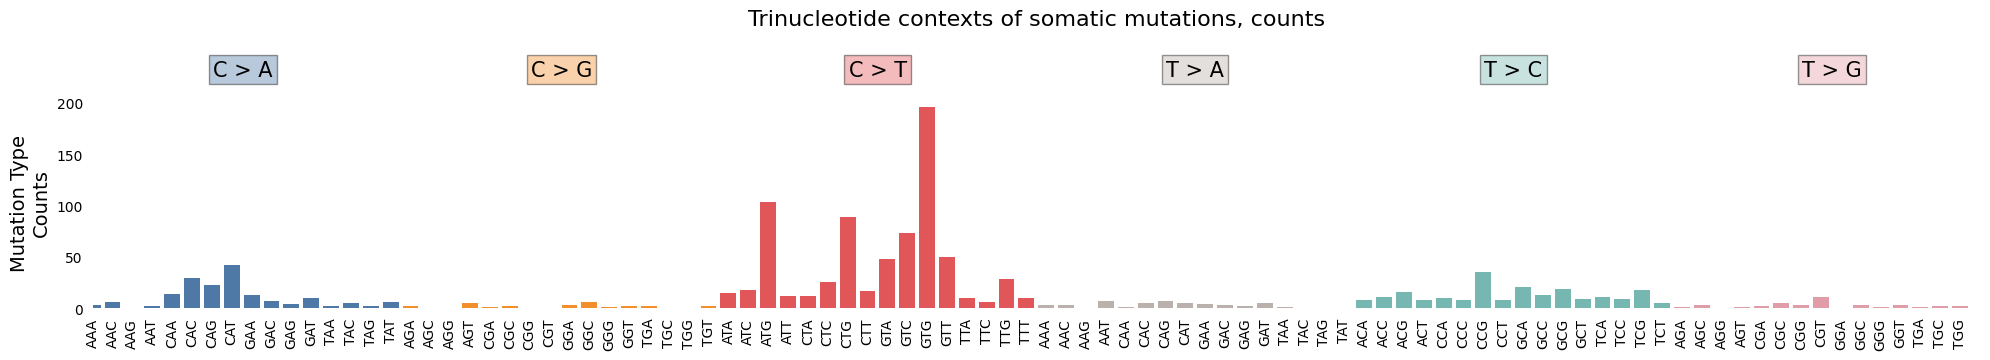 Trinucleotide contexts of somatic mutations, counts
C > A C > G C > T T > A T > C T > G
Mutation Type
Counts
200
150
100
50
0
AAA AAC AAG AAT CAA CAC CAG CAT GAA GAC GAG GAT TAA TAC TAG TAT AGA AGC AGG AGT CGA CGC CGG CGT GGA GGC GGG GGT TGA TGC TGG TGT ATA ATC ATG ATT CTA CTC CTG CTT GTA GTC GTG GTT TTA TTC TTG TTT AAA AAC AAG AAT CAA CAC CAG CAT GAA GAC GAG GAT TAA TAC TAG TAT ACA ACC ACG ACT CCA CCC CCG CCT GCA GCC GCG GCT TCA TCC TCG TCT AGA AGC AGG AGT CGA CGC CGG CGT GGA GGC GGG GGT TGA TGC TGG